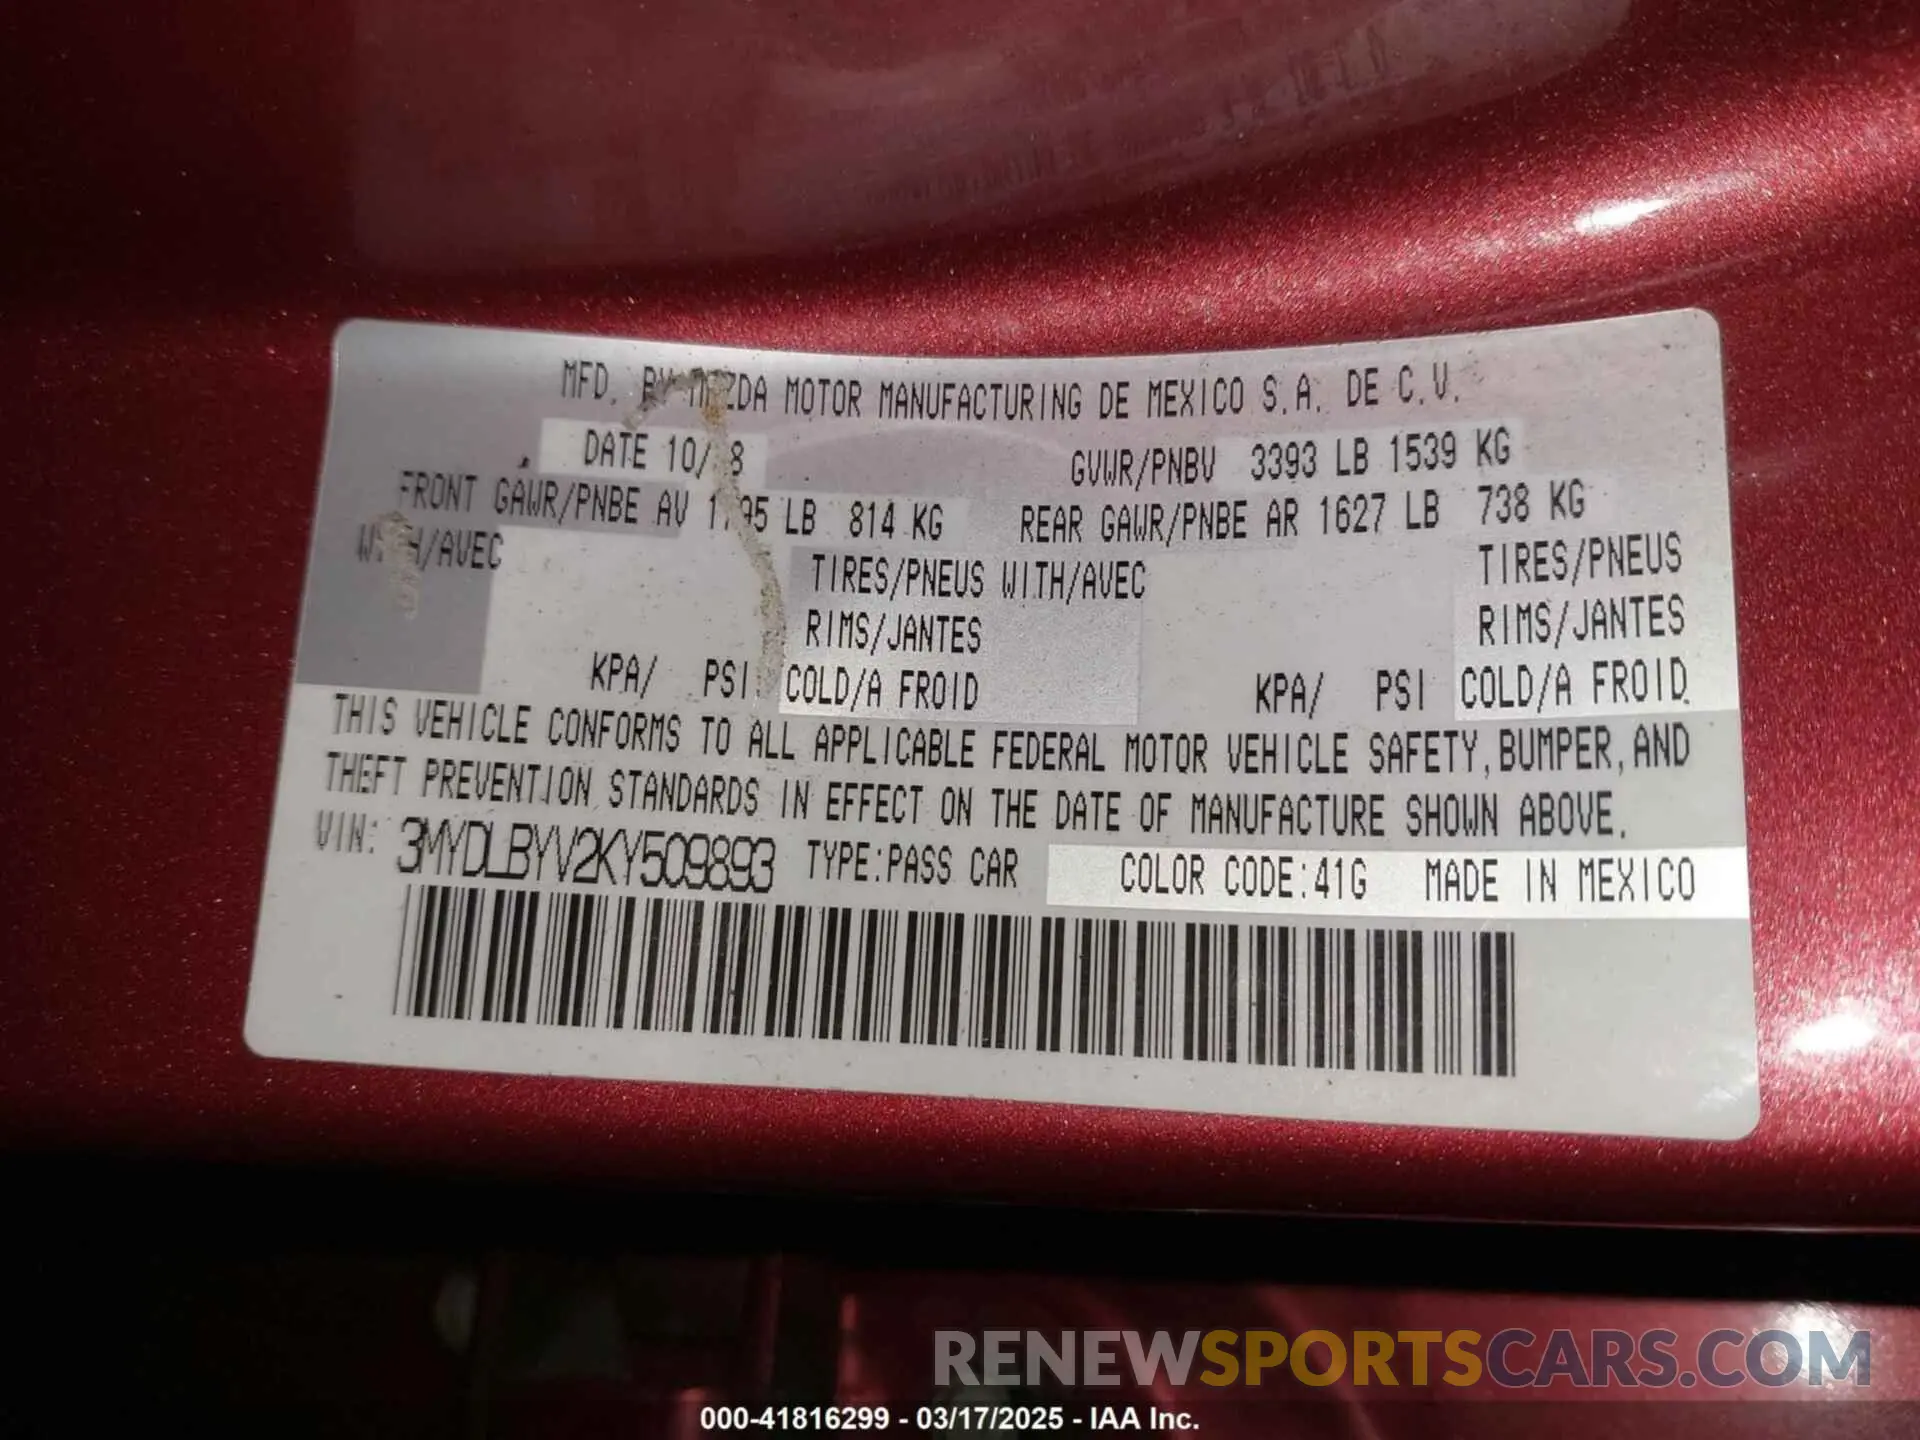 MFD. BY MAZDA MOTOR MANUFACTURING DE MEXICO S.A. DE C.V.
DATE GVWR/PNBV 3393 LB 1539 KG
FRONT GAWR/PNBE AV LB 814 KG REAR GAWR/PNBE AR 1627 LB 738 KG
WITH/AVEC TIRES/PNEUS WITH/AVEC TIRES/PNEUS
RIMS/JANTES RIMS/JANTES
KPA/ PSI COLD/A FROID KPA/ PSI COLD/A FROID
THIS VEHICLE CONFORMS TO ALL APPLICABLE FEDERAL MOTOR VEHICLE SAFETY, BUMPER, AND
THEFT PREVENTION STANDARDS IN EFFECT ON THE DATE OF MANUFACTURE SHOWN ABOVE.
VIN: 3MYDLBYV2KY509893 TYPE:PASS CAR COLOR CODE:41G MADE IN MEXICO
RENEWSPORTSCARS.COM
000-41816299 - 03/17/2025 - IAA Inc.